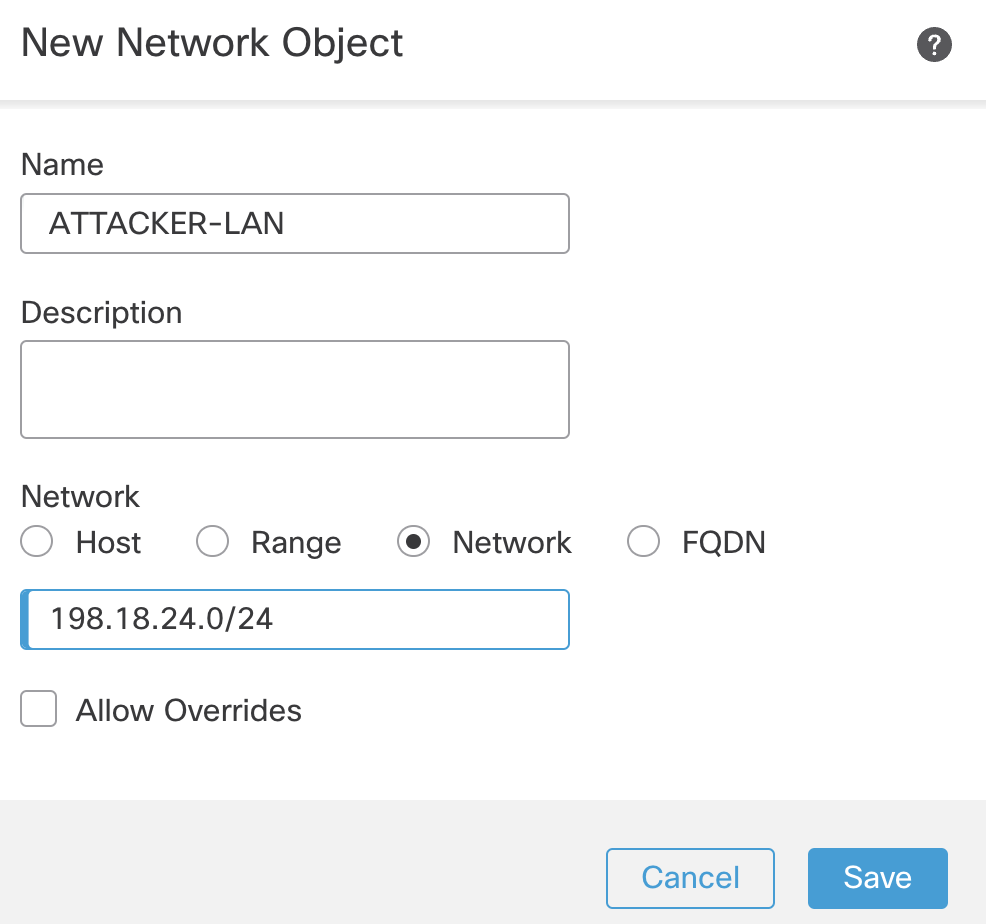 New Network Object
?
Name
ATTACKER-LAN
Description
Network
Host Range Network FQDN
198.18.24.0/24
Allow Overrides
Cancel Save